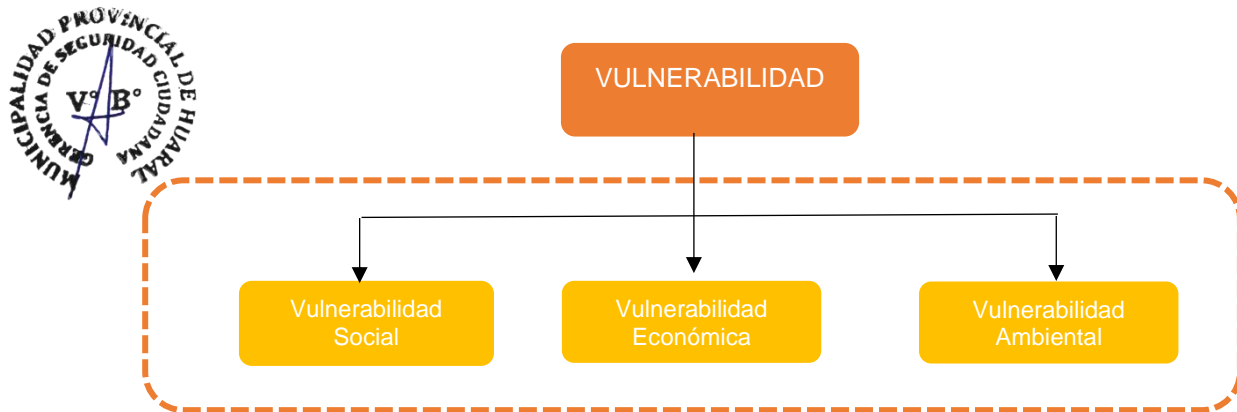 MUNICIPALIDAD PROVINCIAL DE HUARAL
GERENCIA DE SEGURIDAD CIUDADANA
V° B°
VULNERABILIDAD
Vulnerabilidad
Social
Vulnerabilidad
Económica
Vulnerabilidad
Ambiental